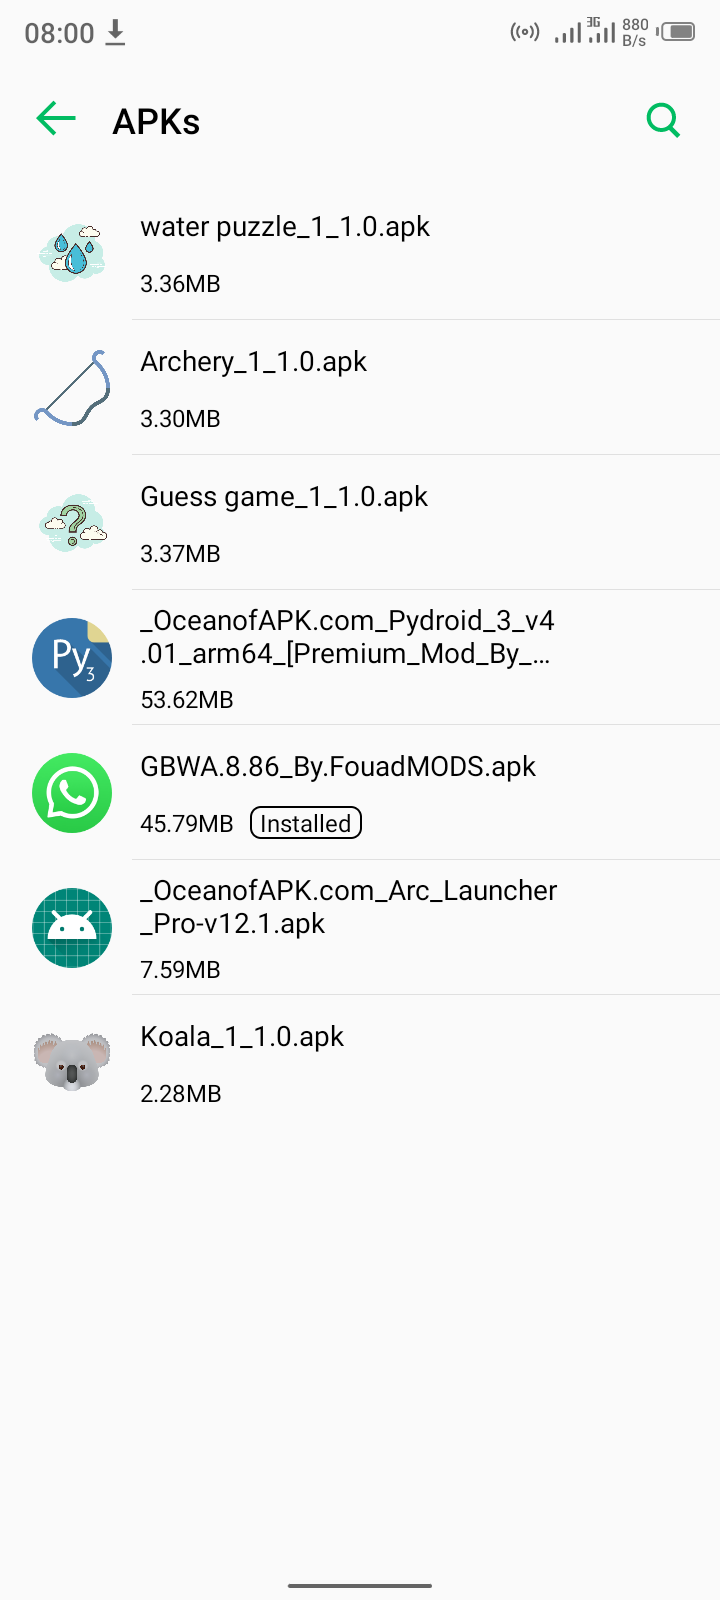 08:00
3G
880
B/s
APKs
water puzzle_1_1.0.apk
3.36MB
Archery_1_1.0.apk
3.30MB
Guess game_1_1.0.apk
3.37MB
Py3
_OceanofAPK.com_Pydroid_3_v4
.01_arm64_[Premium_Mod_By_...
53.62MB
GBWA.8.86_By.FouadMODS.apk
45.79MB Installed
_OceanofAPK.com_Arc_Launcher
_Pro-v12.1.apk
7.59MB
Koala_1_1.0.apk
2.28MB